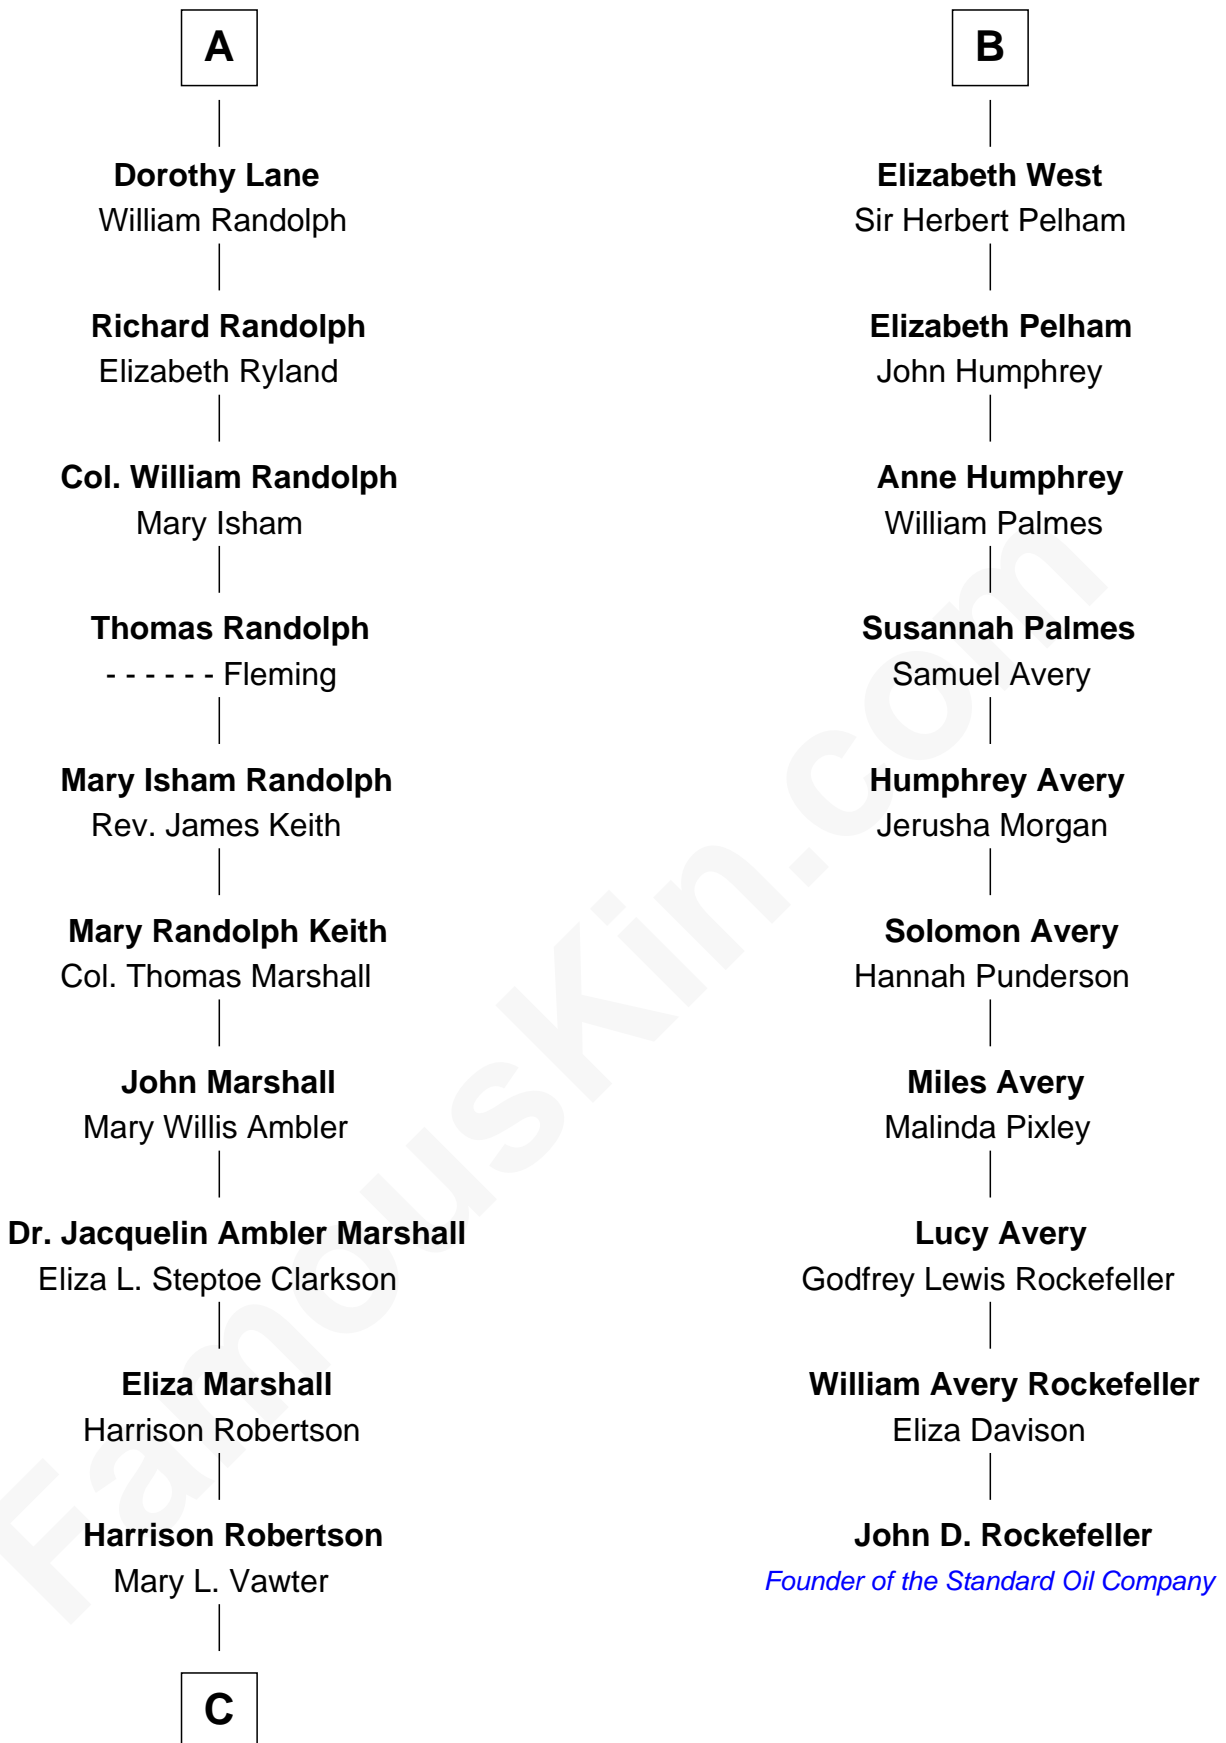 A
Dorothy Lane
William Randolph
Richard Randolph
Elizabeth Ryland
Col. William Randolph
Mary Isham
Thomas Randolph
- - - - - - Fleming
Mary Isham Randolph
Rev. James Keith
Mary Randolph Keith
Col. Thomas Marshall
John Marshall
Mary Willis Ambler
Dr. Jacquelin Ambler Marshall
Eliza L. Steptoe Clarkson
Eliza Marshall
Harrison Robertson
Harrison Robertson
Mary L. Vawter
C
B
Elizabeth West
Sir Herbert Pelham
Elizabeth Pelham
John Humphrey
Anne Humphrey
William Palmes
Susannah Palmes
Samuel Avery
Humphrey Avery
Jerusha Morgan
Solomon Avery
Hannah Punderson
Miles Avery
Malinda Pixley
Lucy Avery
Godfrey Lewis Rockefeller
William Avery Rockefeller
Eliza Davison
John D. Rockefeller
Founder of the Standard Oil Company
FamousKin.com